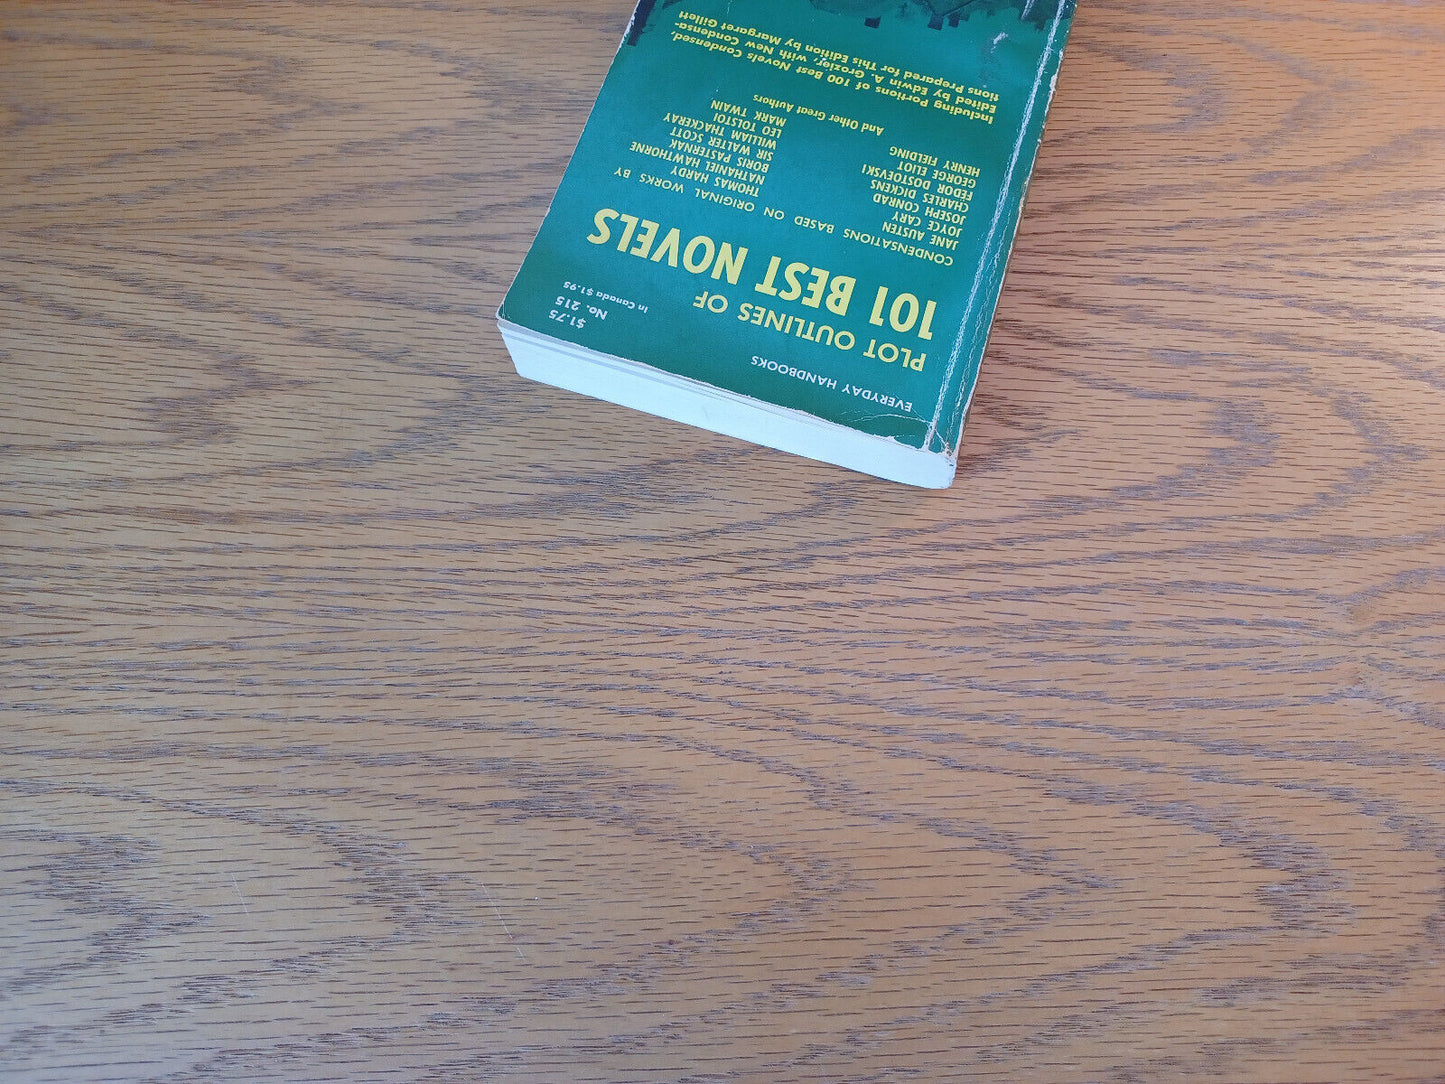 EVERYDAY HANDBOOKS
$1.75
No. 215
In Canada $1.95
PLOT OUTLINES OF
101 BEST NOVELS
CONDENSATIONS BASED ON ORIGINAL WORKS BY
JANE AUSTEN
JOYCE CARY
JOSEPH CONRAD
CHARLES DICKENS
FEDOR DOSTOEVSKI
GEORGE ELIOT
HENRY FIELDING
THOMAS HARDY
NATHANIEL HAWTHORNE
BORIS PASTERNAK
SIR WALTER SCOTT
WILLIAM THACKERAY
LEO TOLSTOI
MARK TWAIN
And Other Great Authors
Including Portions of 100 Best Novels Condensed,
Edited by Edwin A. Grozier, with New Condensa-
tions Prepared for This Edition by Margaret Gillett